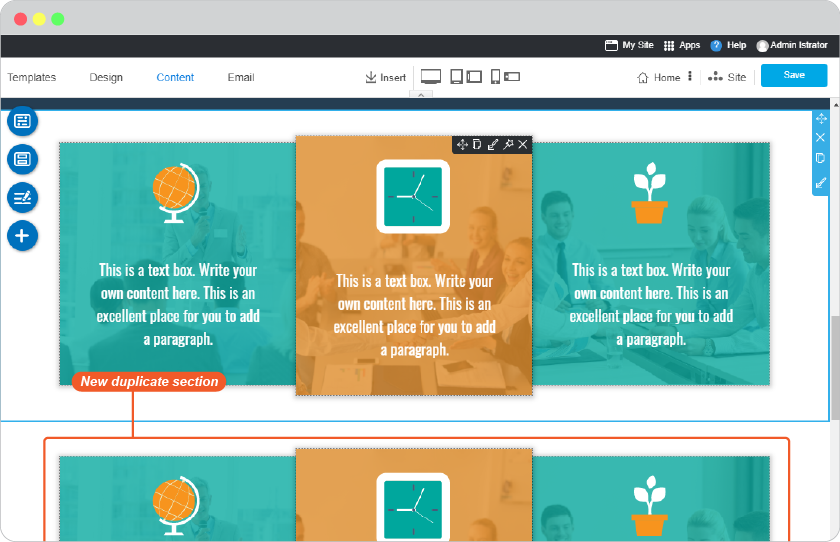 My Site Apps ? Help Admin Istrator
Templates Design Content Email Insert Home Site Save
This is a text box. Write your
own content here. This is an
excellent place for you to add
a paragraph.
This is a text box. Write your
own content here. This is an
excellent place for you to add
a paragraph.
This is a text box. Write your
own content here. This is an
excellent place for you to add
a paragraph.
New duplicate section